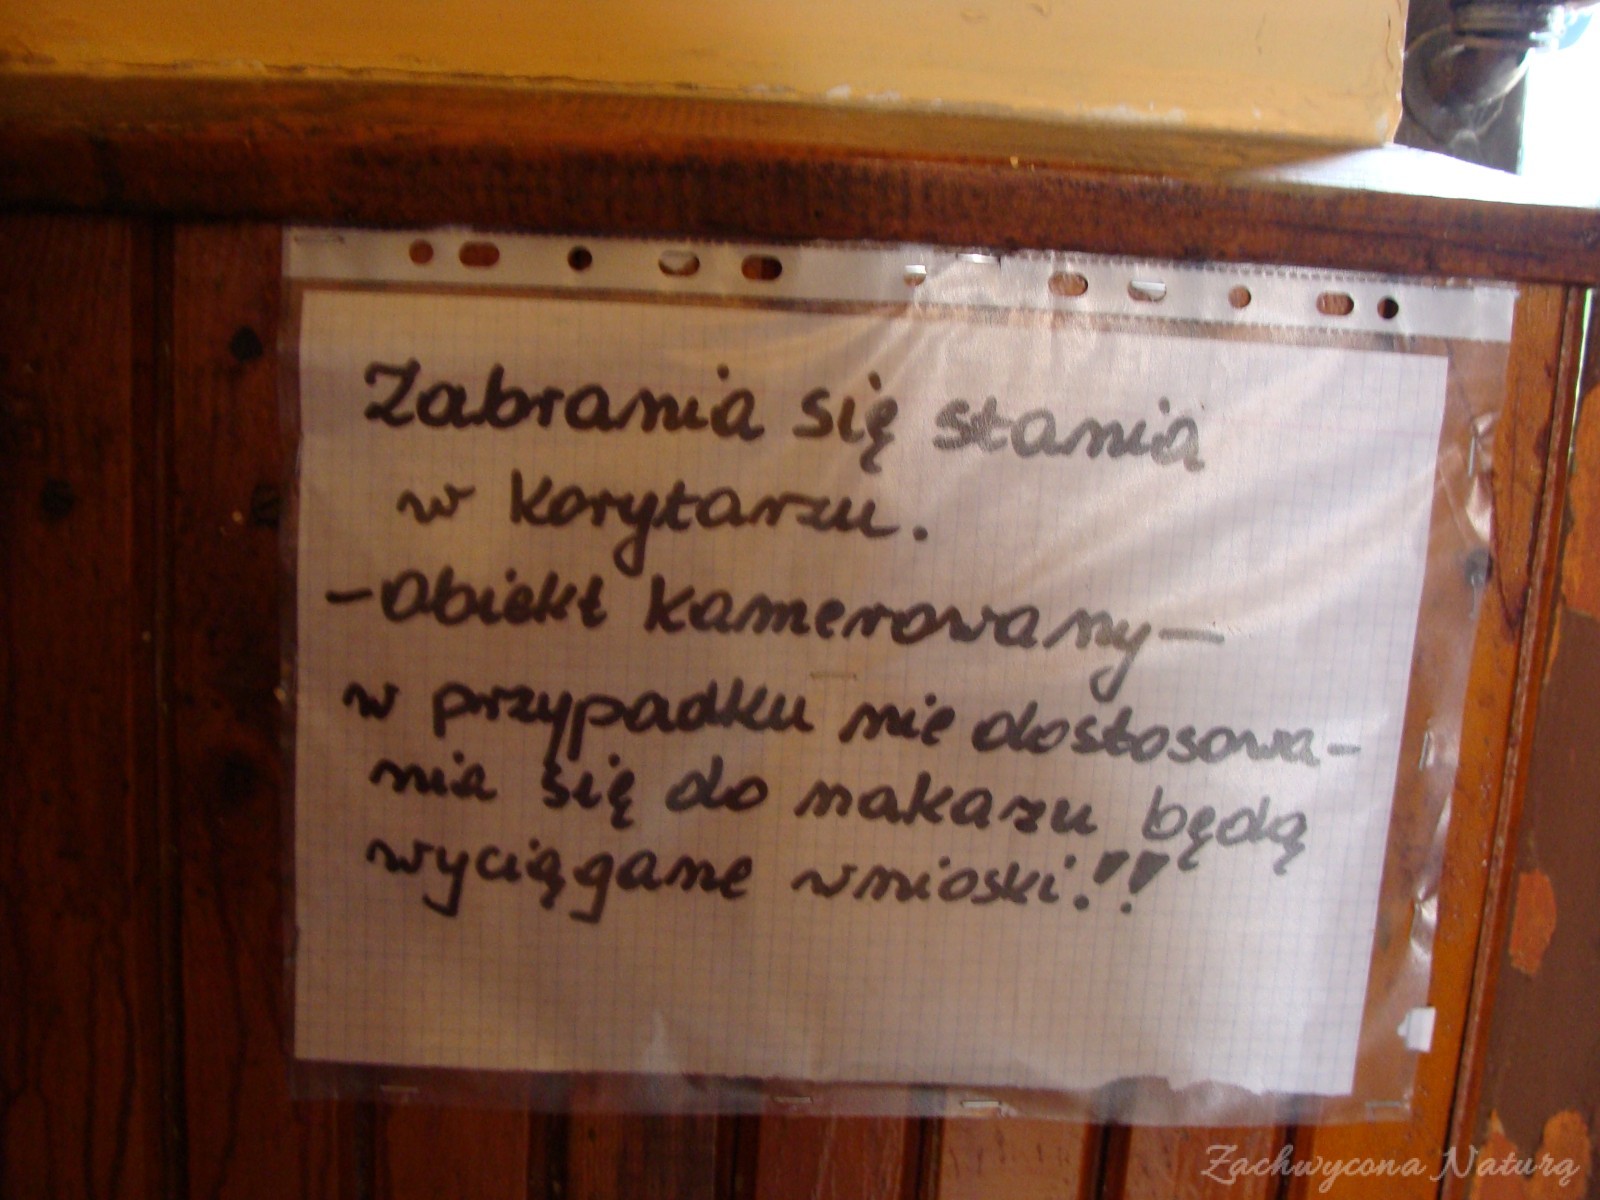 Zabrania się stania
w korytarzu.
-Obiekt kamerowany-
w przypadku nie dostosowa-
nia się do nakazu będą
wyciągane wnioski!!
Zachwycona Naturą